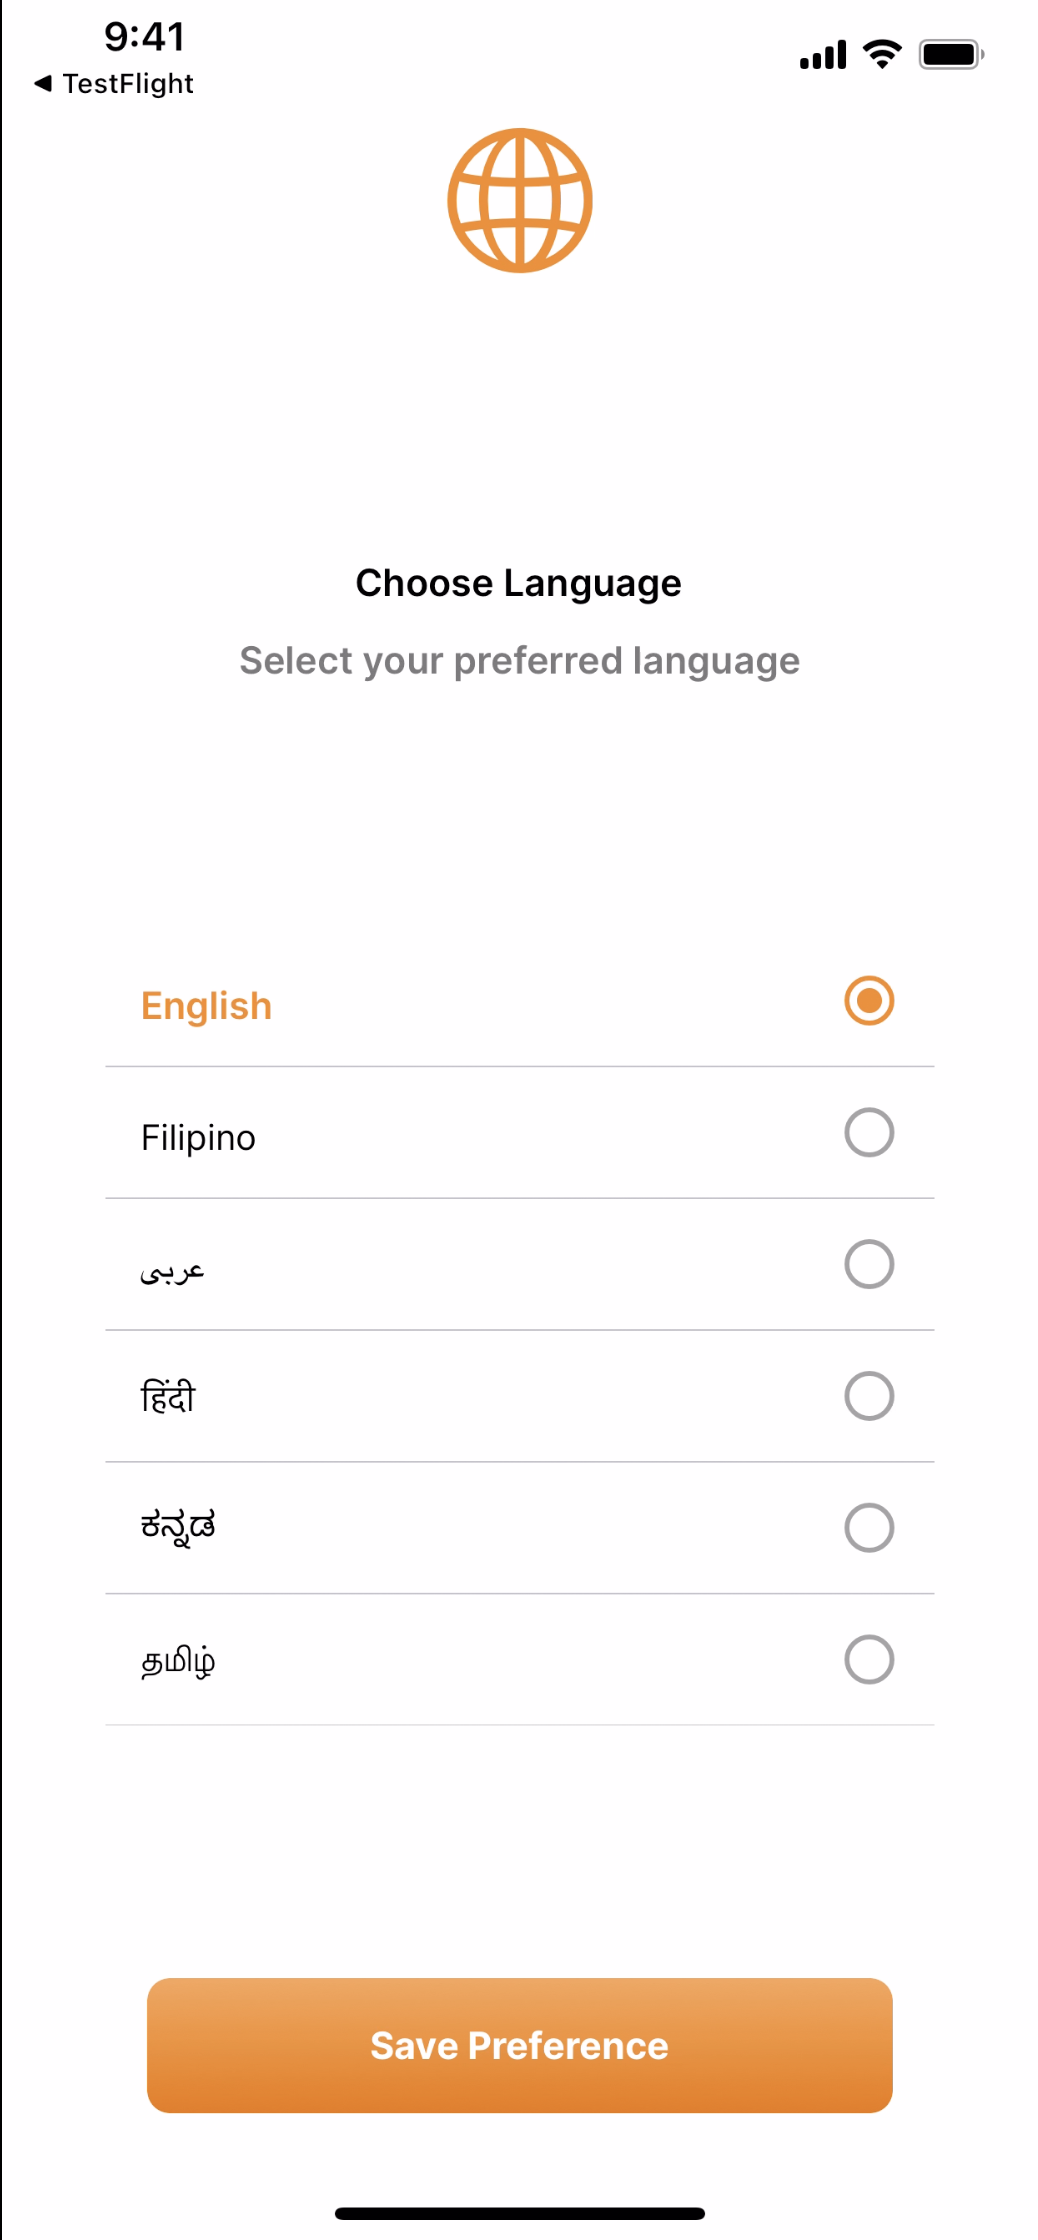 9:41
◀ TestFlight
Choose Language
Select your preferred language
English
Filipino
عربى
हिंदी
ಕನ್ನಡ
தமிழ்
Save Preference